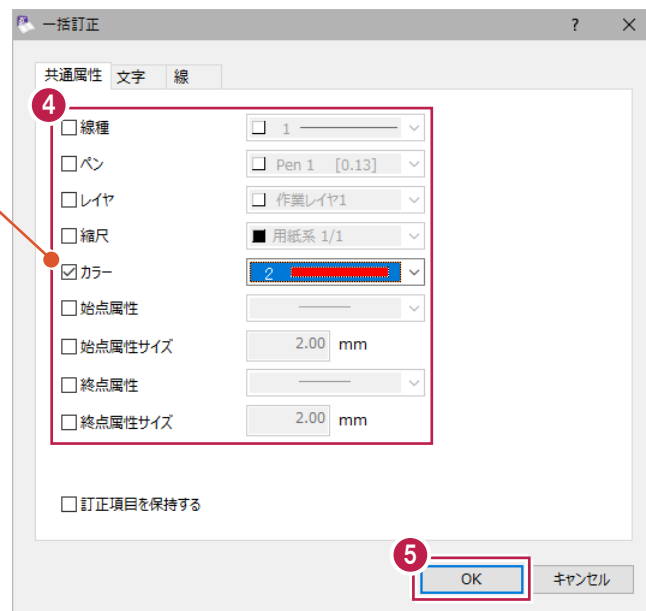 一括訂正 ?
共通属性 文字 線
4
線種 1
ペン Pen 1 [0.13]
レイヤ 作業レイヤ1
縮尺 用紙系 1/1
カラー 2
始点属性
始点属性サイズ 2.00 mm
終点属性
終点属性サイズ 2.00 mm
訂正項目を保持する
5
OK キャンセル